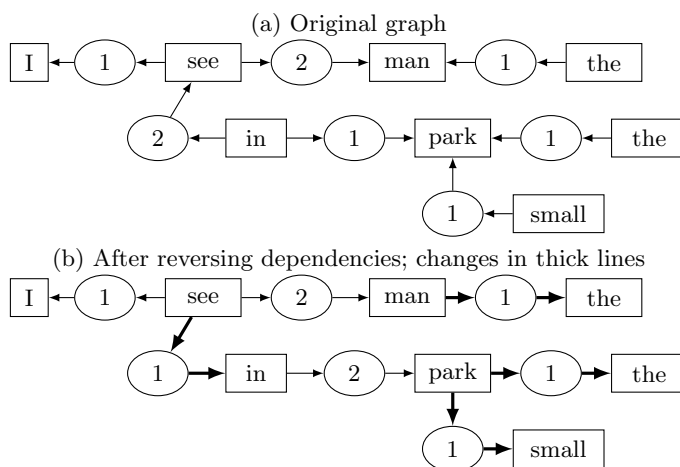 (a) Original graph
I 1 see 2 man 1 the
2 in 1 park 1 the
1 small
(b) After reversing dependencies; changes in thick lines
I 1 see 2 man 1 the
1 in 2 park 1 the
1 small